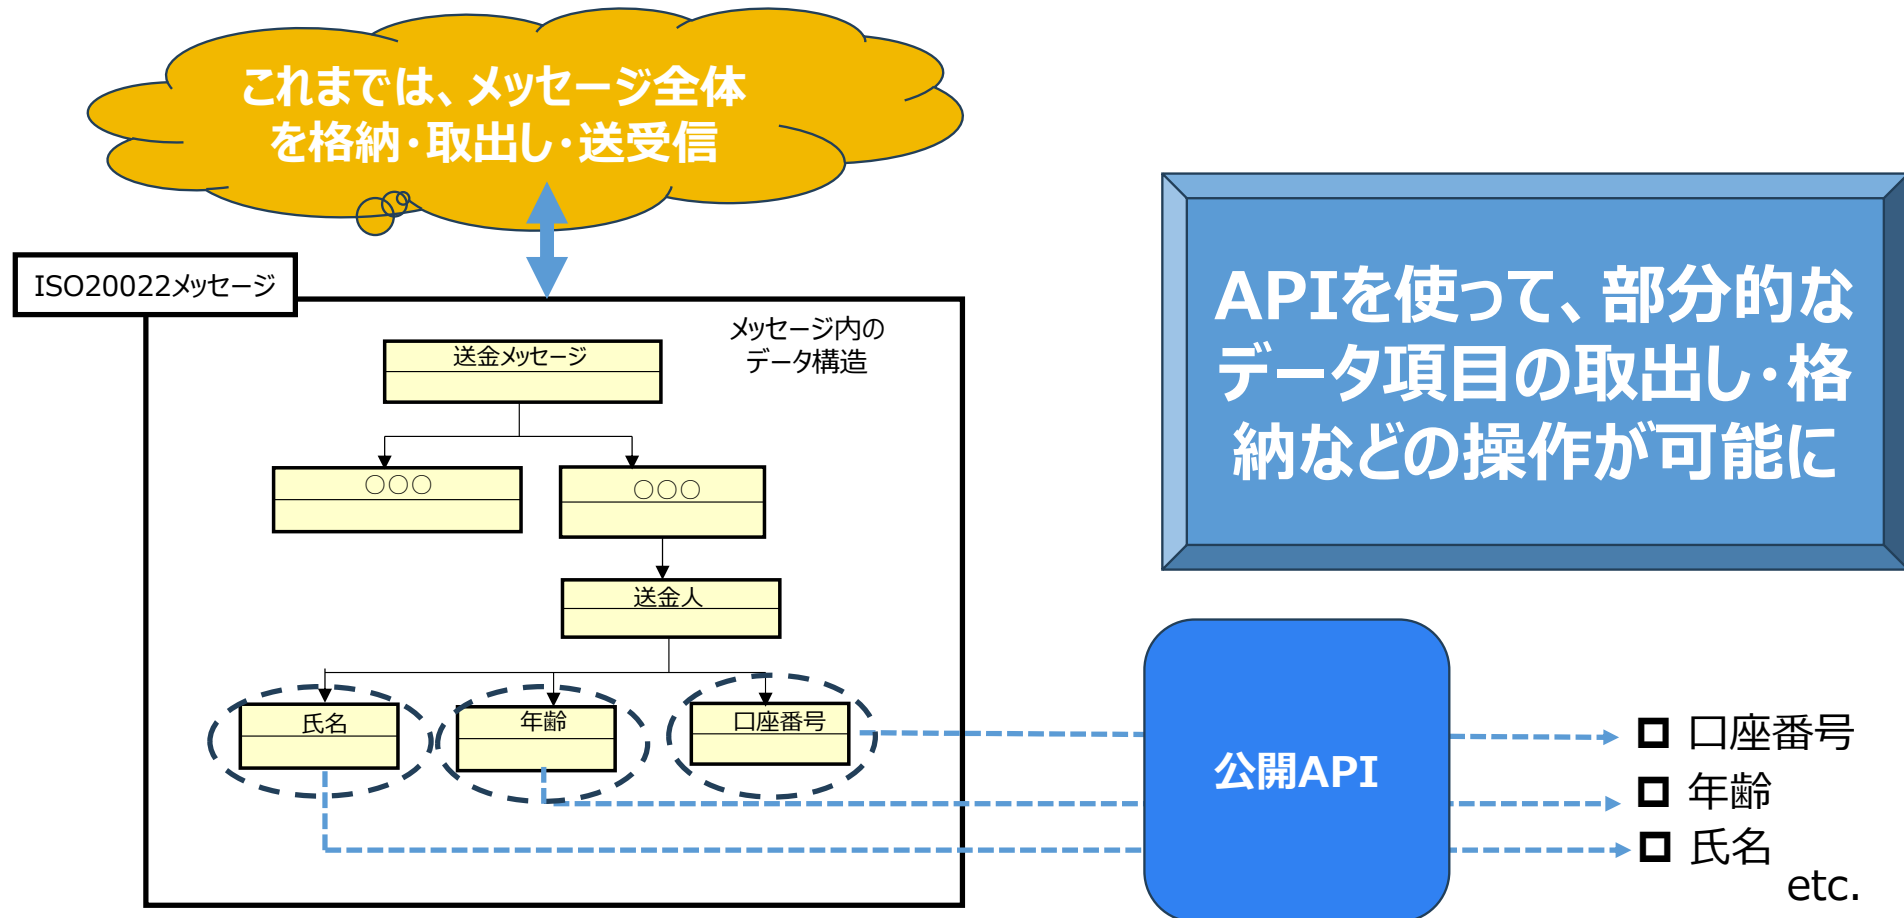 これまでは、メッセージ全体
を格納・取出し・送受信
ISO20022メッセージ
メッセージ内の
データ構造
送金メッセージ
○○○
○○○
送金人
氏名
年齢
口座番号
APIを使って、部分的な
データ項目の取出し・格
納などの操作が可能に
公開API
口座番号
年齢
氏名
etc.